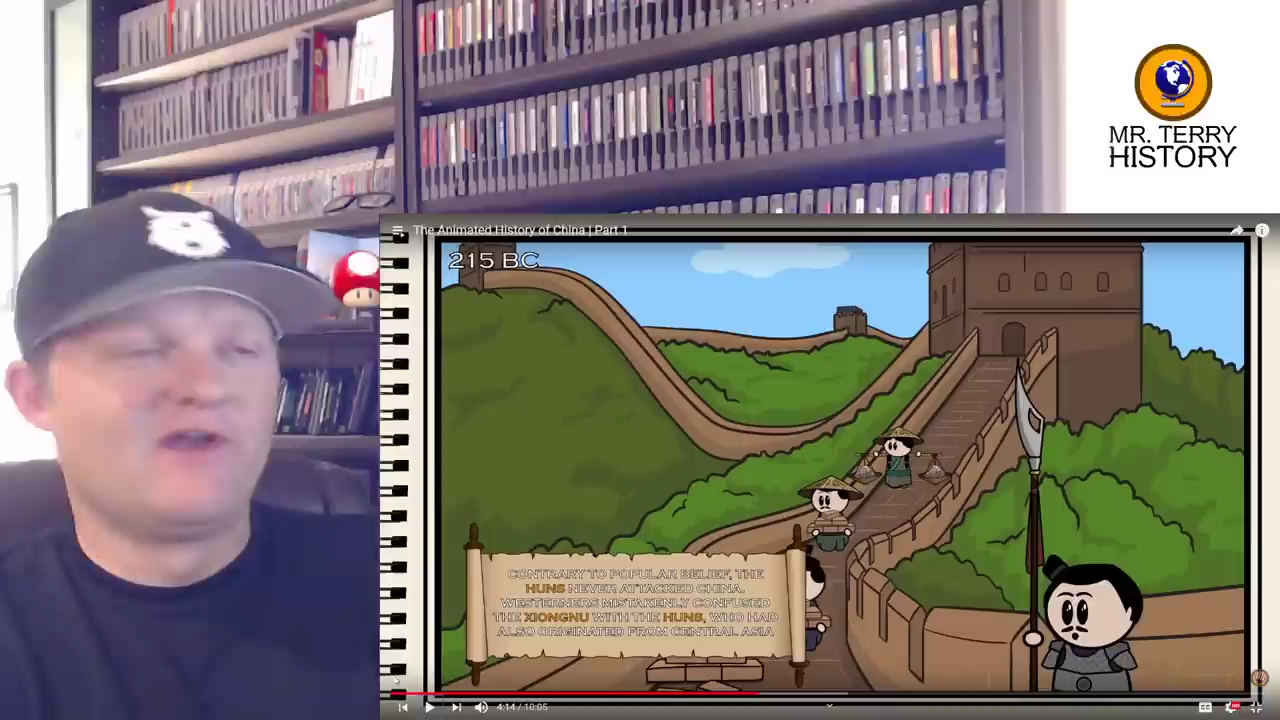 MR. TERRY
HISTORY
The Animated History of China | Part 1
215 BC
CONTRARY TO POPULAR BELIEF, THE
HUNS NEVER ATTACKED CHINA.
WESTERNERS MISTAKENLY CONFUSED
THE XIONGNU WITH THE HUNS, WHO HAD
ALSO ORIGINATED FROM CENTRAL ASIA
4:14 / 10:05